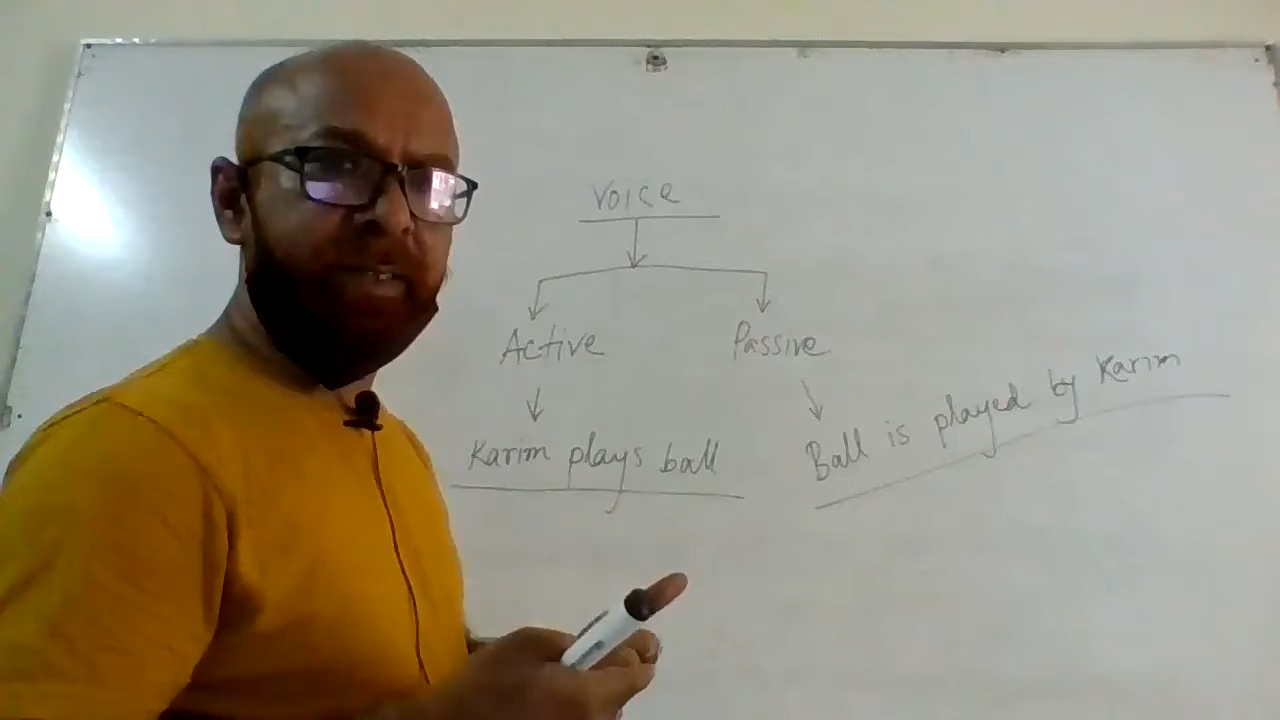 Voice
Active
Passive
Karim plays ball
Ball is played by Karim